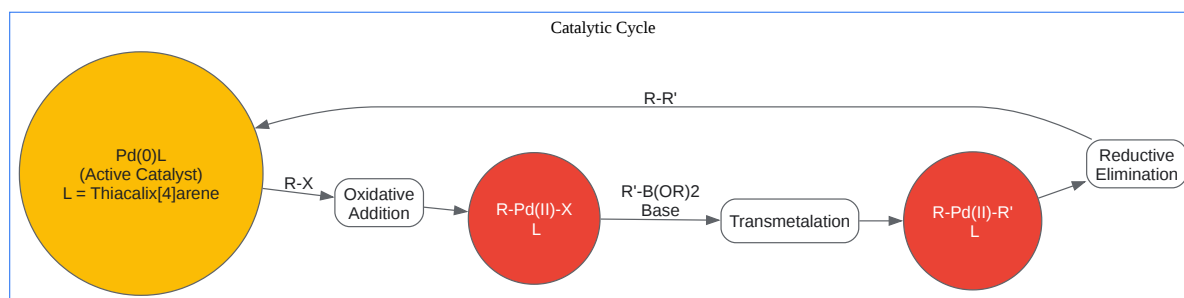 Catalytic Cycle
R-R'
Pd(0)L
(Active Catalyst)
L = Thiacalix[4]arene
R-X
Oxidative
Addition
R-Pd(II)-X
L
R'-B(OR)2
Base
Transmetalation
R-Pd(II)-R'
L
Reductive
Elimination